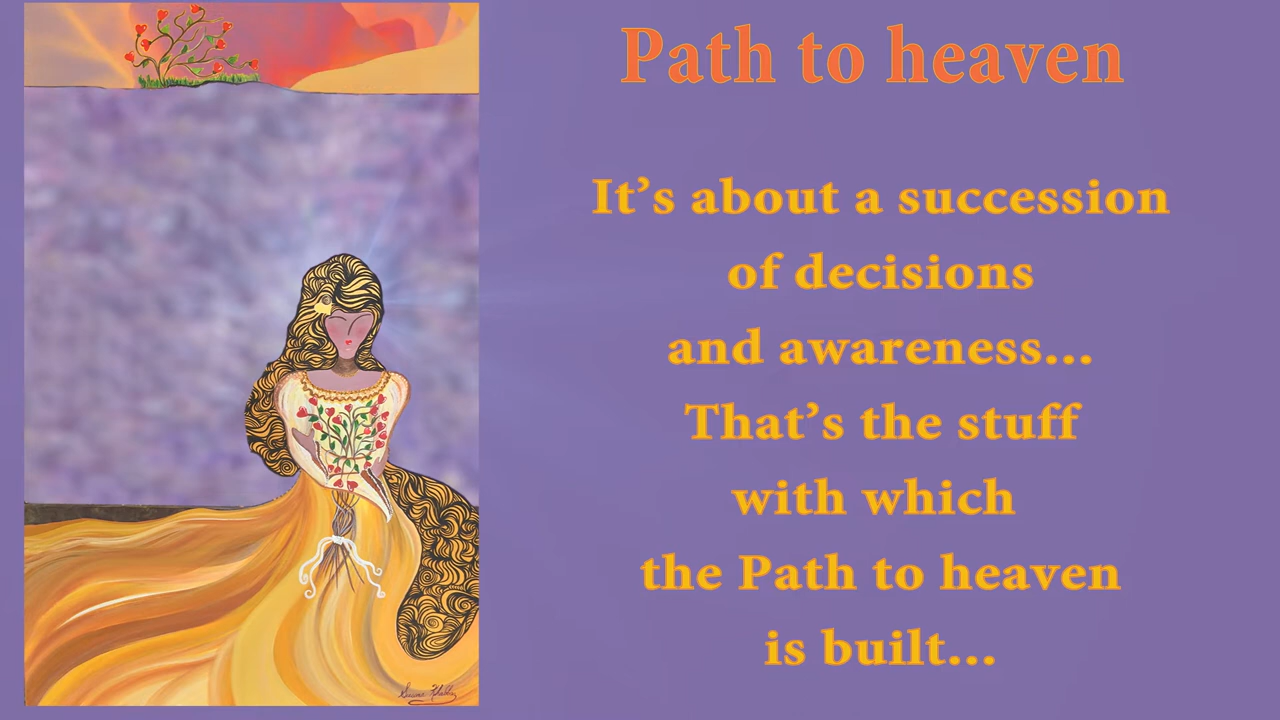 Path to heaven
It’s about a succession
of decisions
and awareness...
That’s the stuff
with which
the Path to heaven
is built...